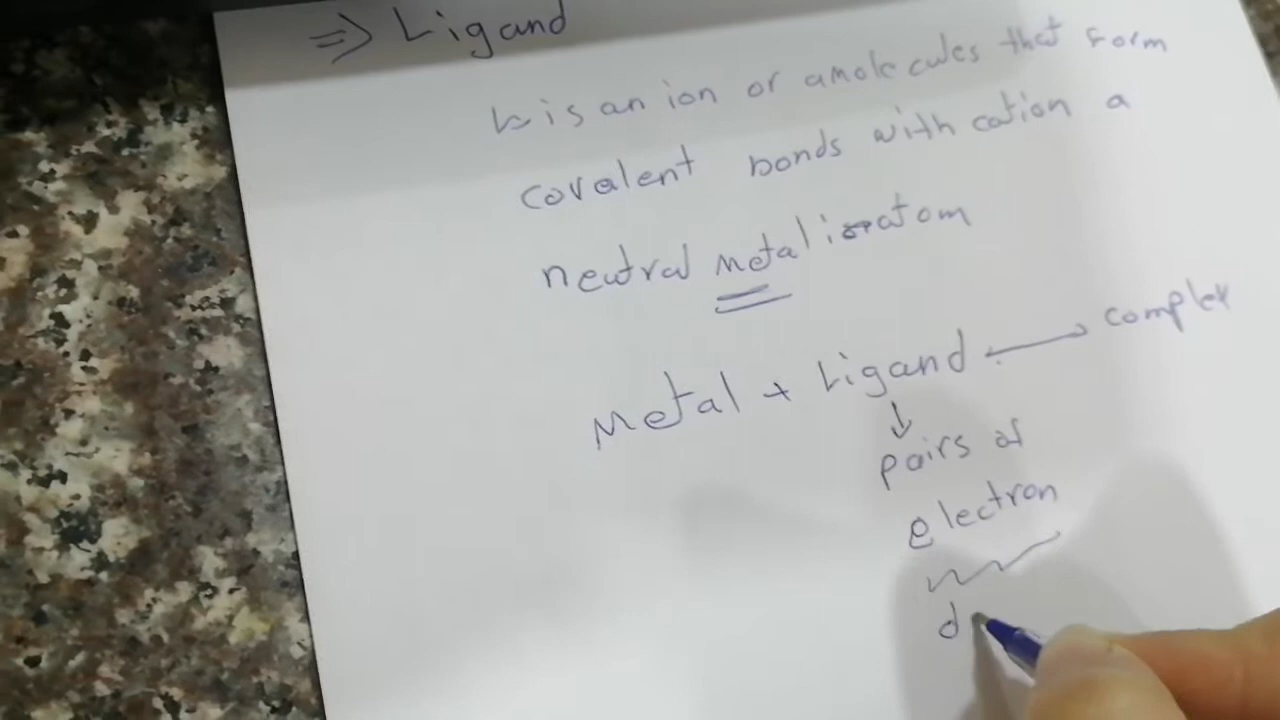 => Ligand
is an ion or amolecules that form
covalent bonds with cation a
neutral metal atom
Metal + Ligand → complex
↓
pairs of
electron
d